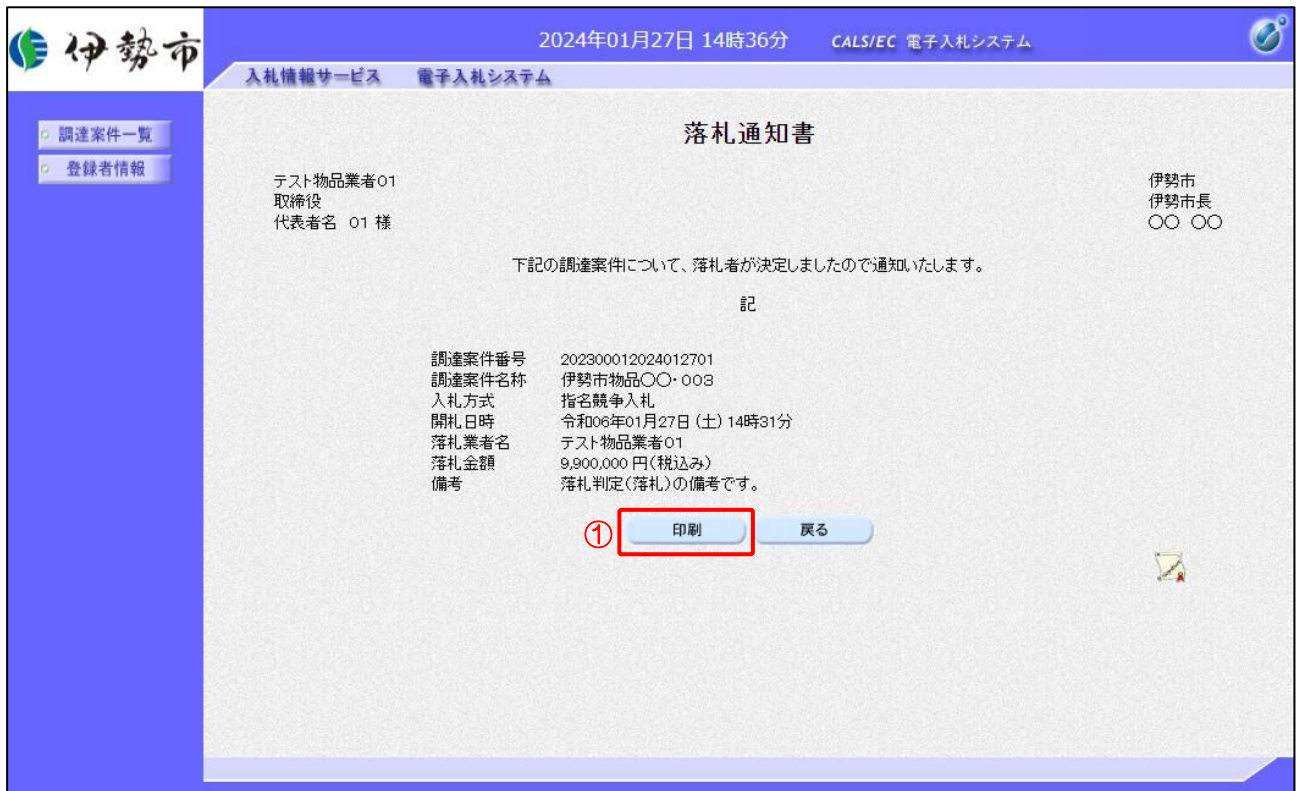 伊勢市
2024年01月27日 14時36分 CALS/EC 電子入札システム
入札情報サービス 電子入札システム
調達案件一覧
登録者情報
落札通知書
テスト物品業者01
取締役
代表者名 01 様
伊勢市
伊勢市長
〇〇 〇〇
下記の調達案件について、落札者が決定しましたので通知いたします。
記
調達案件番号 202300012024012701
調達案件名称 伊勢市物品〇〇・003
入札方式 指名競争入札
開札日時 令和06年01月27日(土) 14時31分
落札業者名 テスト物品業者01
落札金額 9,900,000 円(税込み)
備考 落札判定(落札)の備考です。
① 印刷 戻る